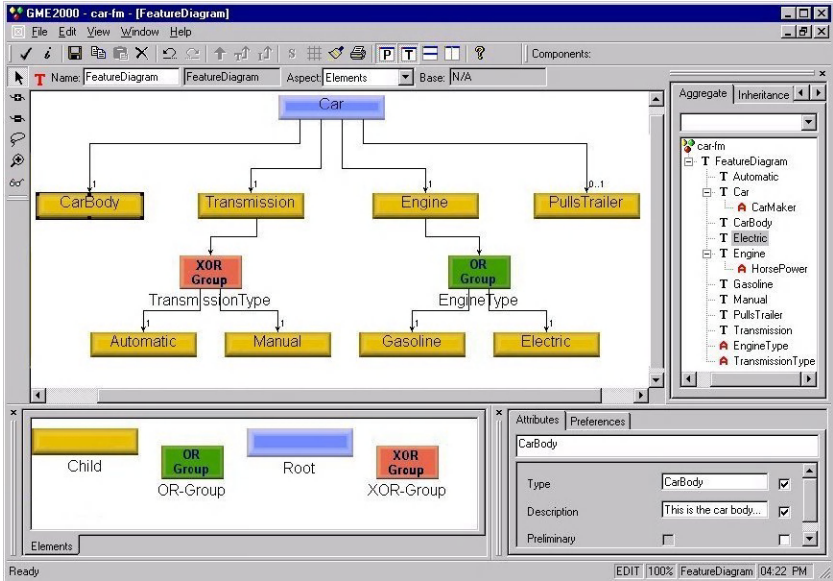 GME2000 - car-fm - [FeatureDiagram]
File Edit View Window Help
Components:
Name: FeatureDiagram FeatureDiagram Aspect: Elements Base: N/A
Car
1 1 1 0..1
CarBody Transmission Engine PullsTrailer
XOR Group OR Group
TransmissionType EngineType
1 1 1 1
Automatic Manual Gasoline Electric
Aggregate Inheritance
car-fm
T FeatureDiagram
T Automatic
T Car
A CarMaker
T CarBody
T Electric
T Engine
A HorsePower
T Gasoline
T Manual
T PullsTrailer
T Transmission
A EngineType
A TransmissionType
Child
OR
Group
OR-Group
Root
XOR
Group
XOR-Group
Elements
Attributes Preferences
CarBody
Type CarBody
Description This is the car body...
Preliminary
Ready EDIT 100% FeatureDiagram 04:22 PM